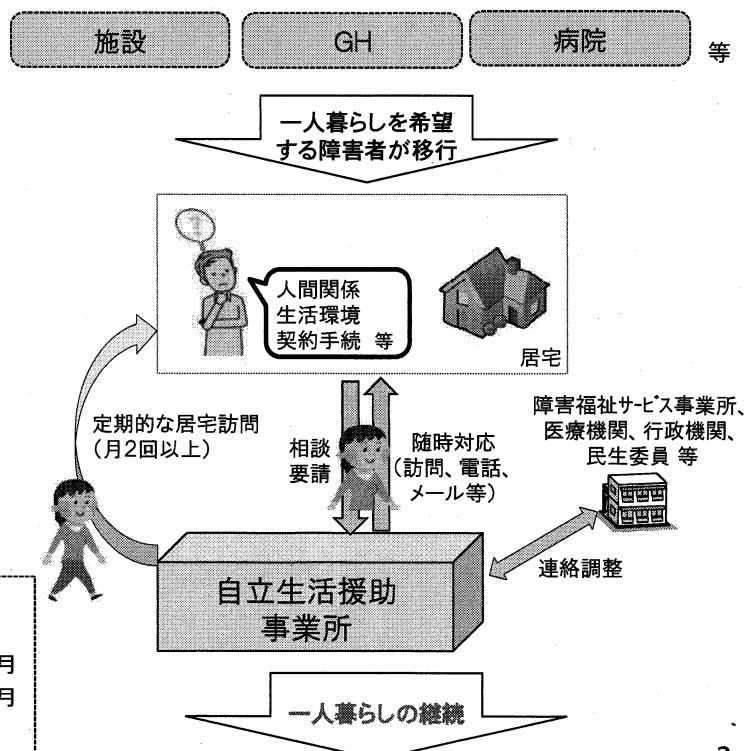 施設
GH
病院
等
一人暮らしを希望
する障害者が移行
人間関係
生活環境
契約手続 等
居宅
定期的な居宅訪問
(月2回以上)
相談
要請
随時対応
(訪問、電話、
メール等)
障害福祉サービス事業所、
医療機関、行政機関、
民生委員 等
連絡調整
自立生活援助
事業所
月
月
一人暮らしの継続